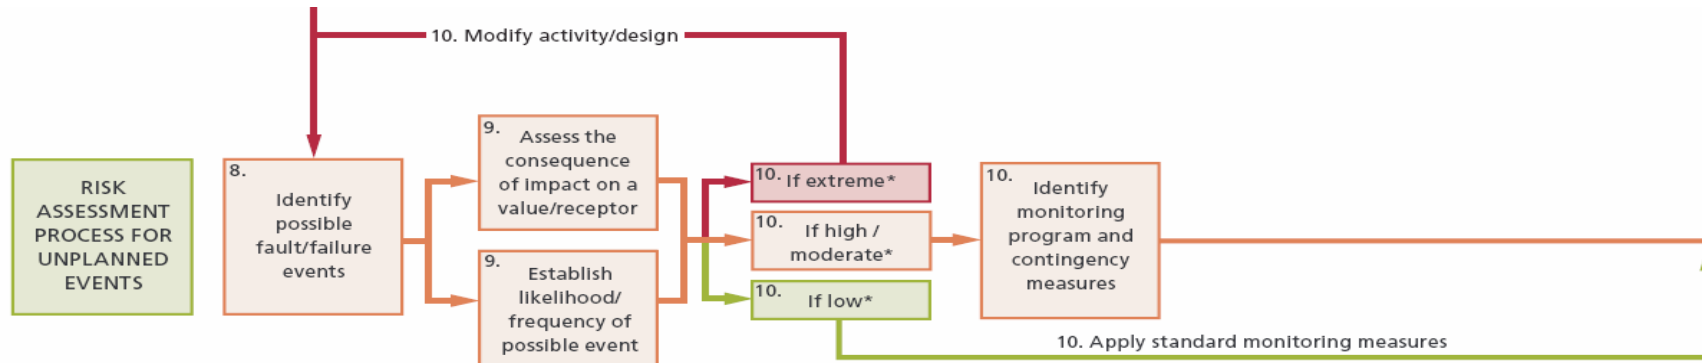 10. Modify activity/design
RISK
ASSESSMENT
PROCESS FOR
UNPLANNED
EVENTS
8.
Identify
possible
fault/failure
events
9.
Assess the
consequence
of impact on a
value/receptor
9.
Establish
likelihood/
frequency of
possible event
10. If extreme*
10.
If high /
moderate*
10.
If low*
10.
Identify
monitoring
program and
contingency
measures
10. Apply standard monitoring measures